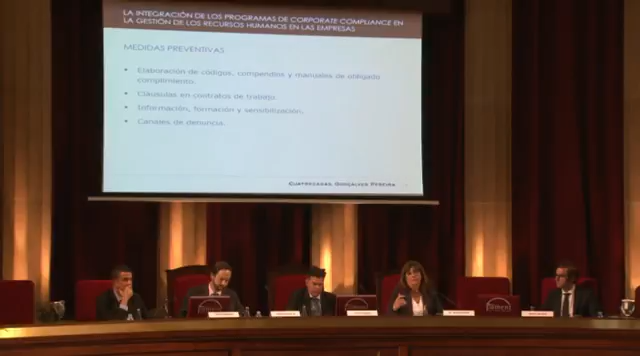 LA INTEGRACIÓN DE LOS PROGRAMAS DE CORPORATE COMPLIANCE EN
LA GESTIÓN DE LOS RECURSOS HUMANOS EN LAS EMPRESAS
MEDIDAS PREVENTIVAS
• Elaboración de códigos, compendios y manuales de obligado
cumplimiento.
• Cláusulas en contratos de trabajo.
• Información, formación y sensibilización.
• Canales de denuncia.
CUATRECASAS, GONÇALVES PEREIRA